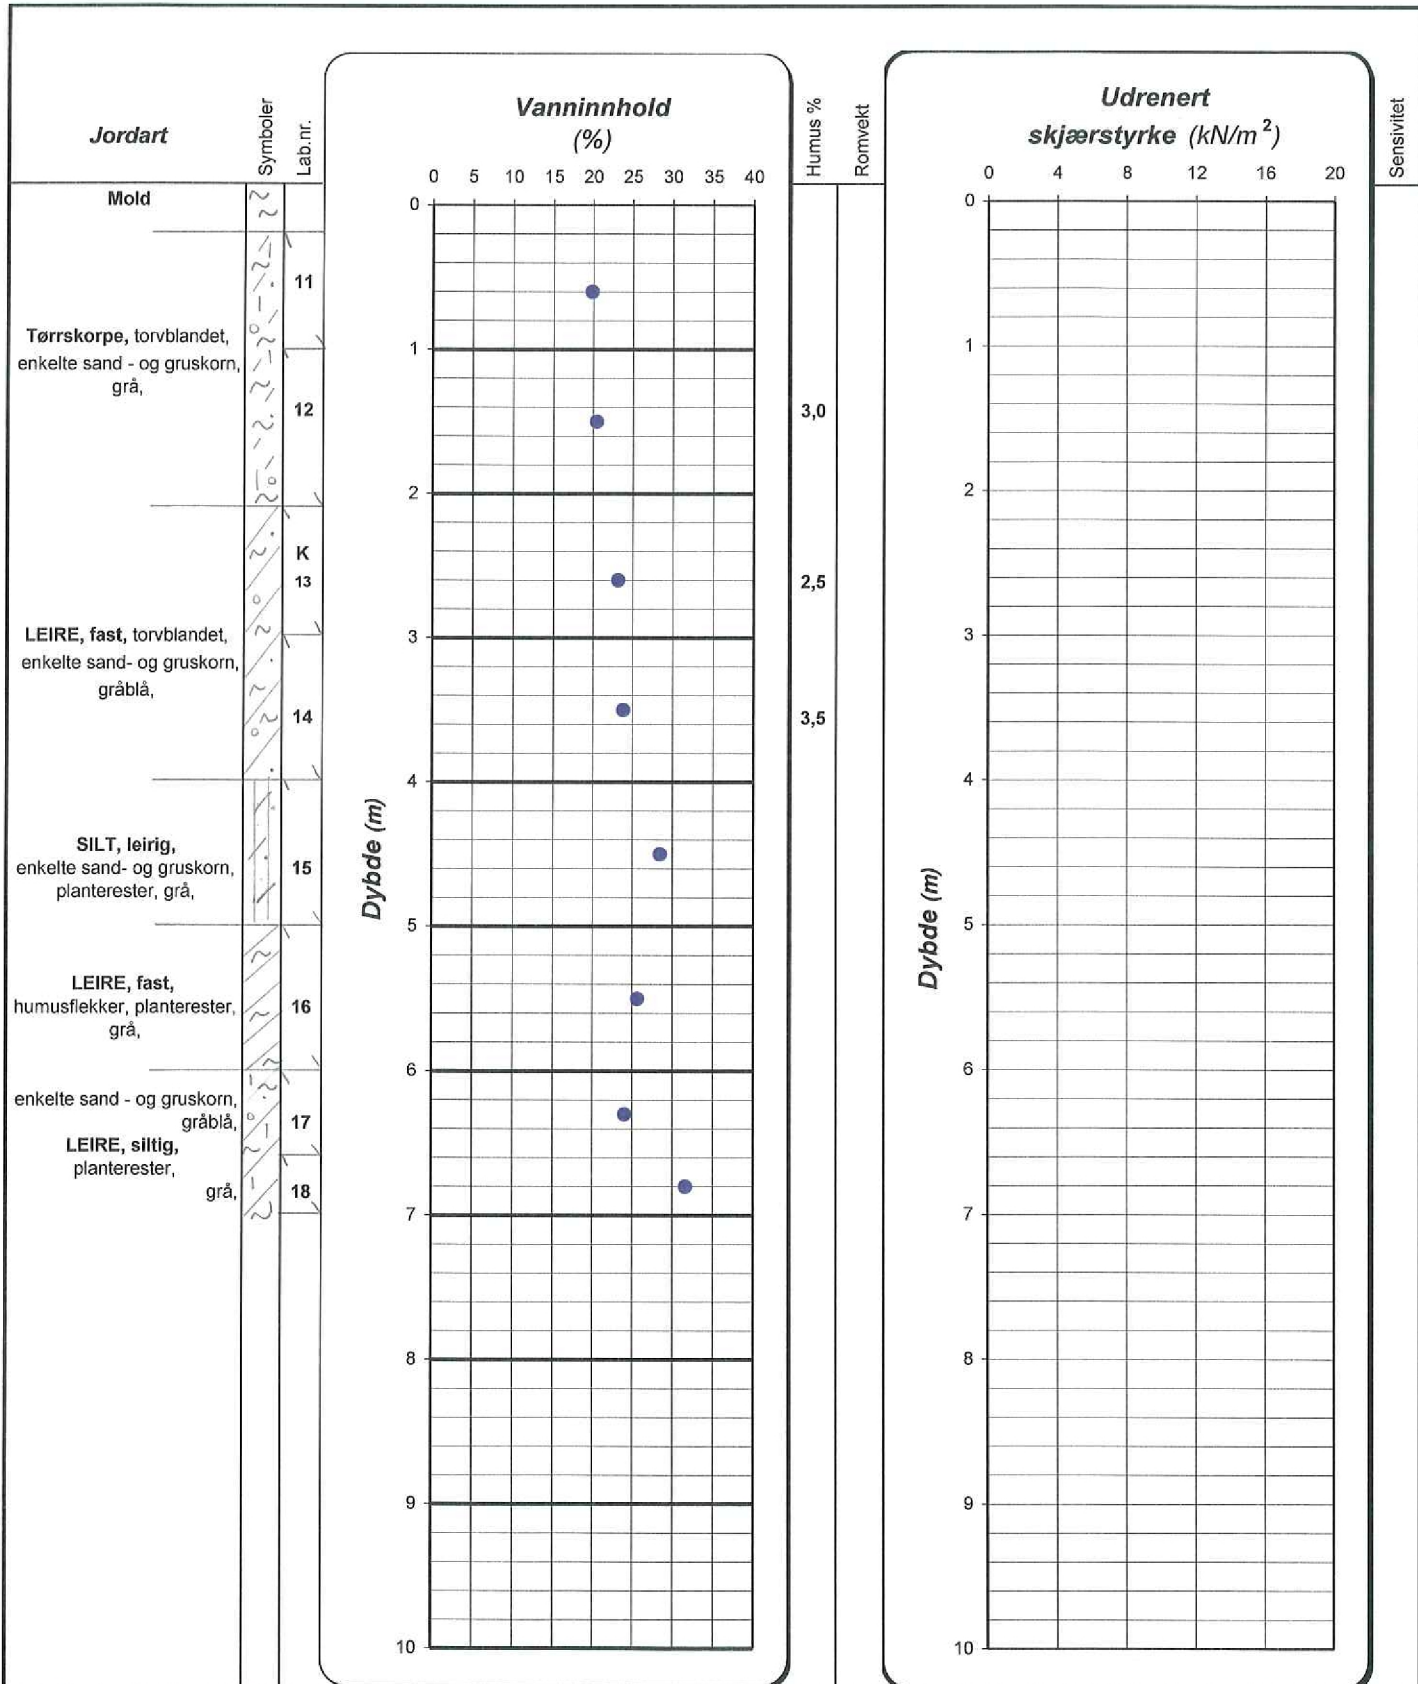 Jordart
Symboler
Lab.nr.
Vanninnhold
(%)
Humus %
Romvekt
Udrenert
skjærstyrke (kN/m²)
Sensivitet
0 5 10 15 20 25 30 35 40
0 4 8 12 16 20
Mold
Tørrskorpe, torvblandet,
enkelte sand - og gruskorn,
grå,
LEIRE, fast, torvblandet,
enkelte sand- og gruskorn,
gråblå,
SILT, leirig,
enkelte sand- og gruskorn,
planterester, grå,
LEIRE, fast,
humusflekker, planterester,
grå,
enkelte sand - og gruskorn,
gråblå,
LEIRE, siltig,
planterester,
grå,
11
12
K
13
14
15
16
17
18
Dybde (m)
0
1
2
3
4
5
6
7
8
9
10
3,0
2,5
3,5
Dybde (m)
0
1
2
3
4
5
6
7
8
9
10